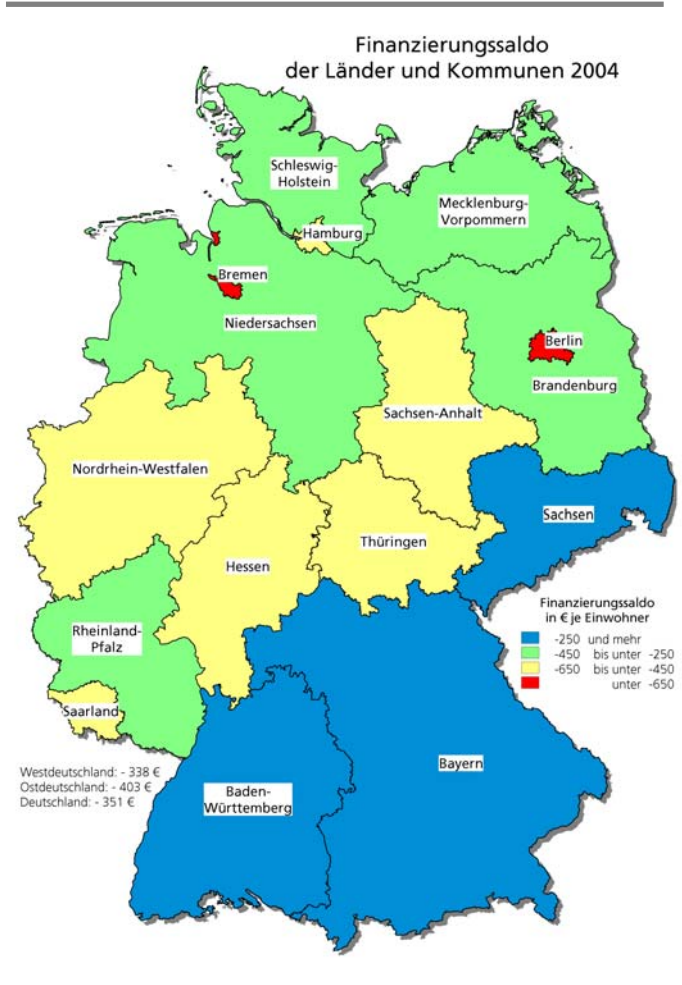 Finanzierungssaldo
der Länder und Kommunen 2004
Schleswig-
Holstein
Mecklenburg-
Vorpommern
Hamburg
Bremen
Niedersachsen
Berlin
Brandenburg
Sachsen-Anhalt
Nordrhein-Westfalen
Sachsen
Thüringen
Hessen
Finanzierungssaldo
in € je Einwohner
-250 und mehr
-450 bis unter -250
-650 bis unter -450
unter -650
Rheinland-
Pfalz
Saarland
Westdeutschland: - 338 €
Ostdeutschland: - 403 €
Deutschland: - 351 €
Bayern
Baden-
Württemberg